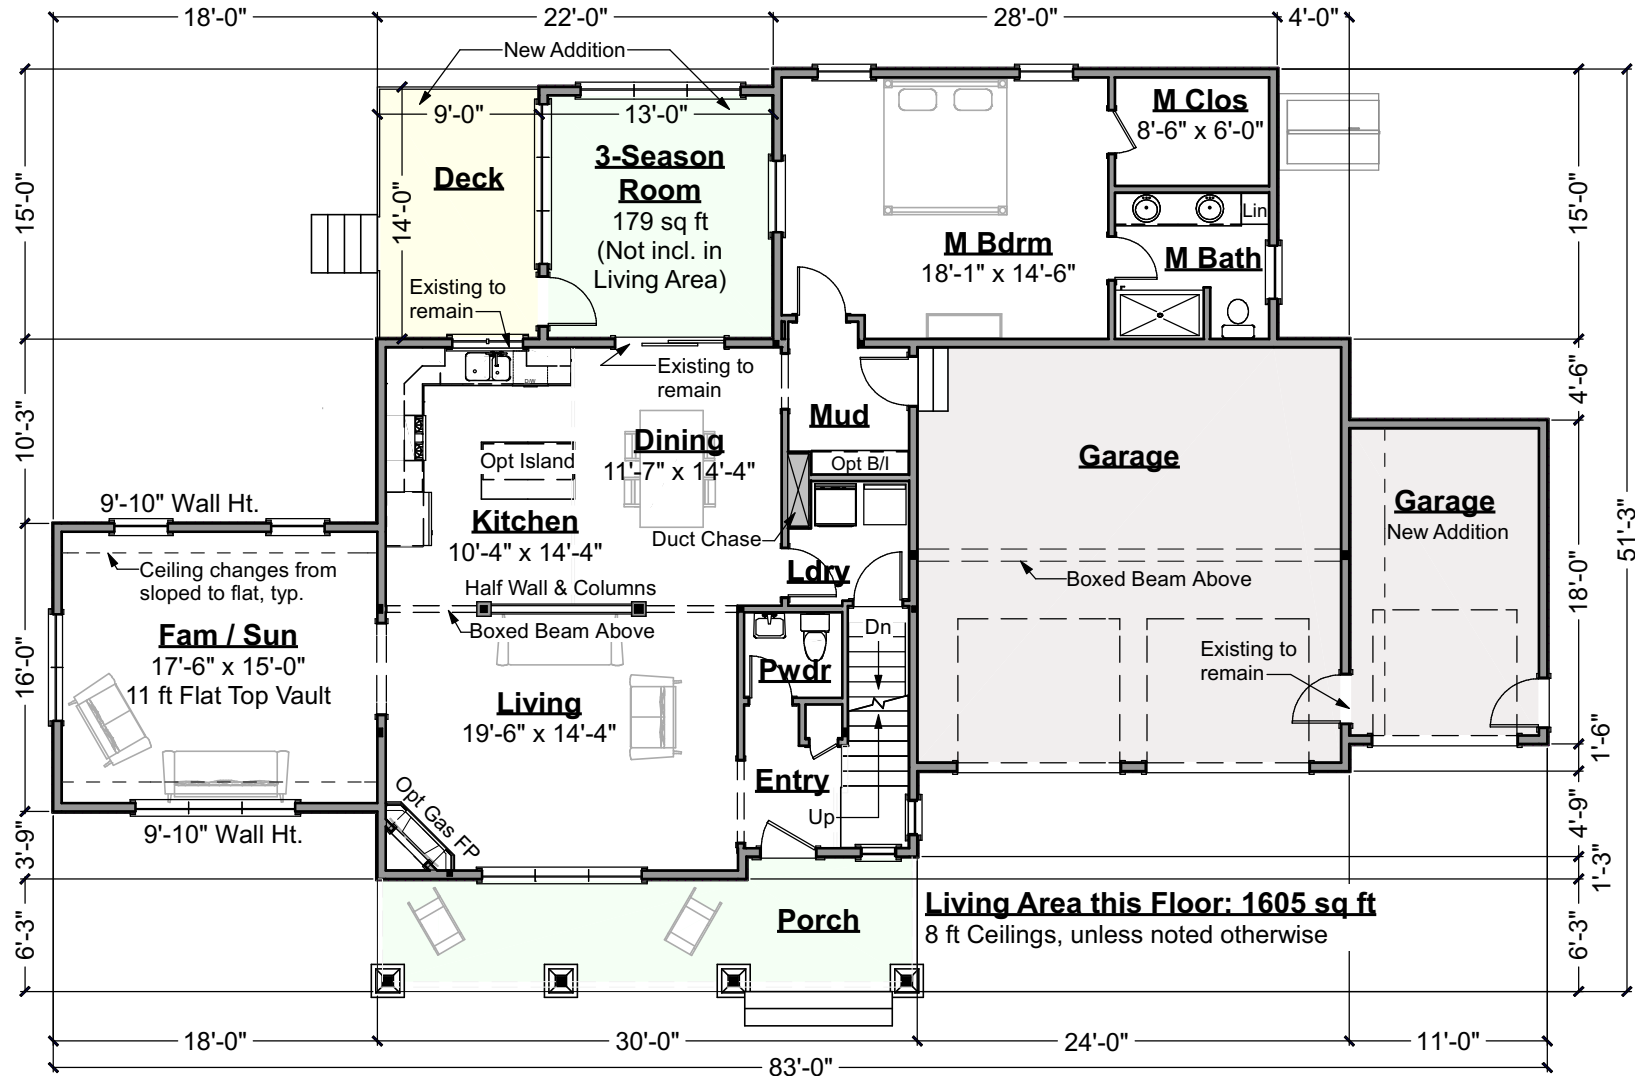 18'-0"
22'-0"
28'-0"
4'-0"
New Addition
9'-0"
13'-0"
M Clos
8'-6" x 6'-0"
3-Season
Room
179 sq ft
(Not incl. in
Living Area)
Deck
14'-0"
15'-0"
15'-0"
Lin
M Bdrm
18'-1" x 14'-6"
M Bath
Existing to
remain
Existing to
remain
D/W
4'-6"
10'-3"
Mud
Dining
11'-7" x 14'-4"
Opt Island
Opt B/I
Garage
Garage
New Addition
9'-10" Wall Ht.
Kitchen
10'-4" x 14'-4"
Duct Chase
51'-3"
Ceiling changes from
sloped to flat, typ.
Ldry
Boxed Beam Above
Half Wall & Columns
18'-0"
Fam / Sun
17'-6" x 15'-0"
11 ft Flat Top Vault
Boxed Beam Above
Dn
16'-0"
Existing to
remain
Pwdr
Living
19'-6" x 14'-4"
1'-6"
Entry
Opt Gas FP
Up
9'-10" Wall Ht.
4'-9"
3'-9"
1'-3"
Porch
Living Area this Floor: 1605 sq ft
8 ft Ceilings, unless noted otherwise
6'-3"
6'-3"
18'-0"
30'-0"
24'-0"
11'-0"
83'-0"